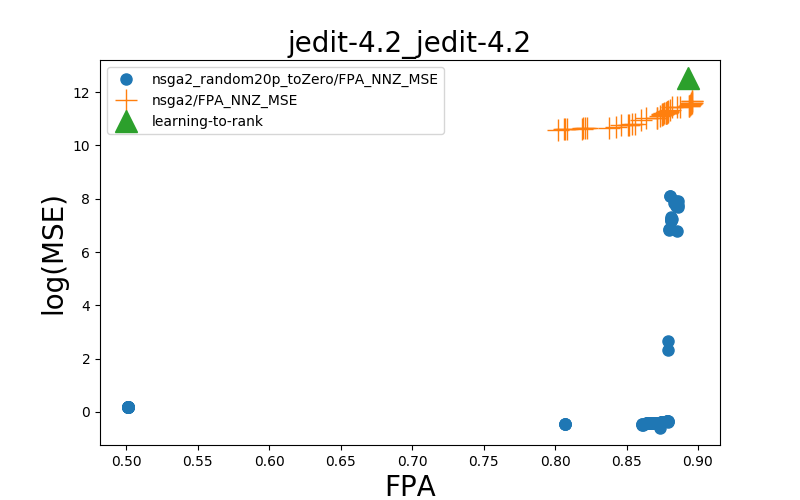 jedit-4.2_jedit-4.2
nsga2_random20p_toZero/FPA_NNZ_MSE
nsga2/FPA_NNZ_MSE
learning-to-rank
log(MSE)
12
10
8
6
4
2
0
0.50 0.55 0.60 0.65 0.70 0.75 0.80 0.85 0.90
FPA